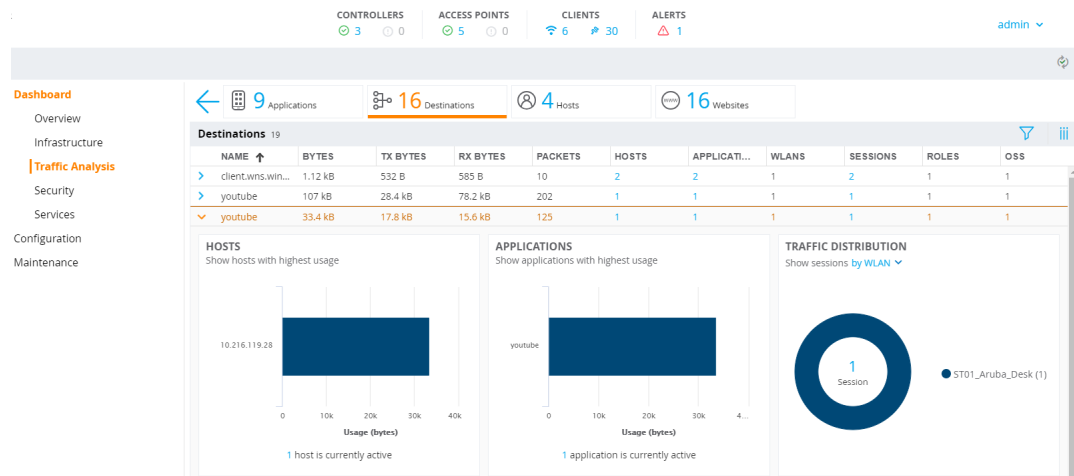 CONTROLLERS ACCESS POINTS CLIENTS ALERTS
3 0 5 0 6 30 1 admin
Dashboard
Overview
Infrastructure
Traffic Analysis
Security
Services
Configuration
Maintenance
9 Applications 16 Destinations 4 Hosts www 16 Websites
Destinations 19
NAME BYTES TX BYTES RX BYTES PACKETS HOSTS APPLICATI... WLANS SESSIONS ROLES OSS
client.wns.win... 1.12 kB 532 B 585 B 10 2 2 1 2 1 1
youtube 107 kB 28.4 kB 78.2 kB 202 1 1 1 1 1 1
youtube 33.4 kB 17.8 kB 15.6 kB 125 1 1 1 1 1 1
HOSTS
Show hosts with highest usage
10.216.119.28
0 10k 20k 30k 40k
Usage (bytes)
1 host is currently active
APPLICATIONS
Show applications with highest usage
youtube
0 10k 20k 30k 4...
Usage (bytes)
1 application is currently active
TRAFFIC DISTRIBUTION
Show sessions by WLAN
1
Session
ST01_Aruba_Desk (1)